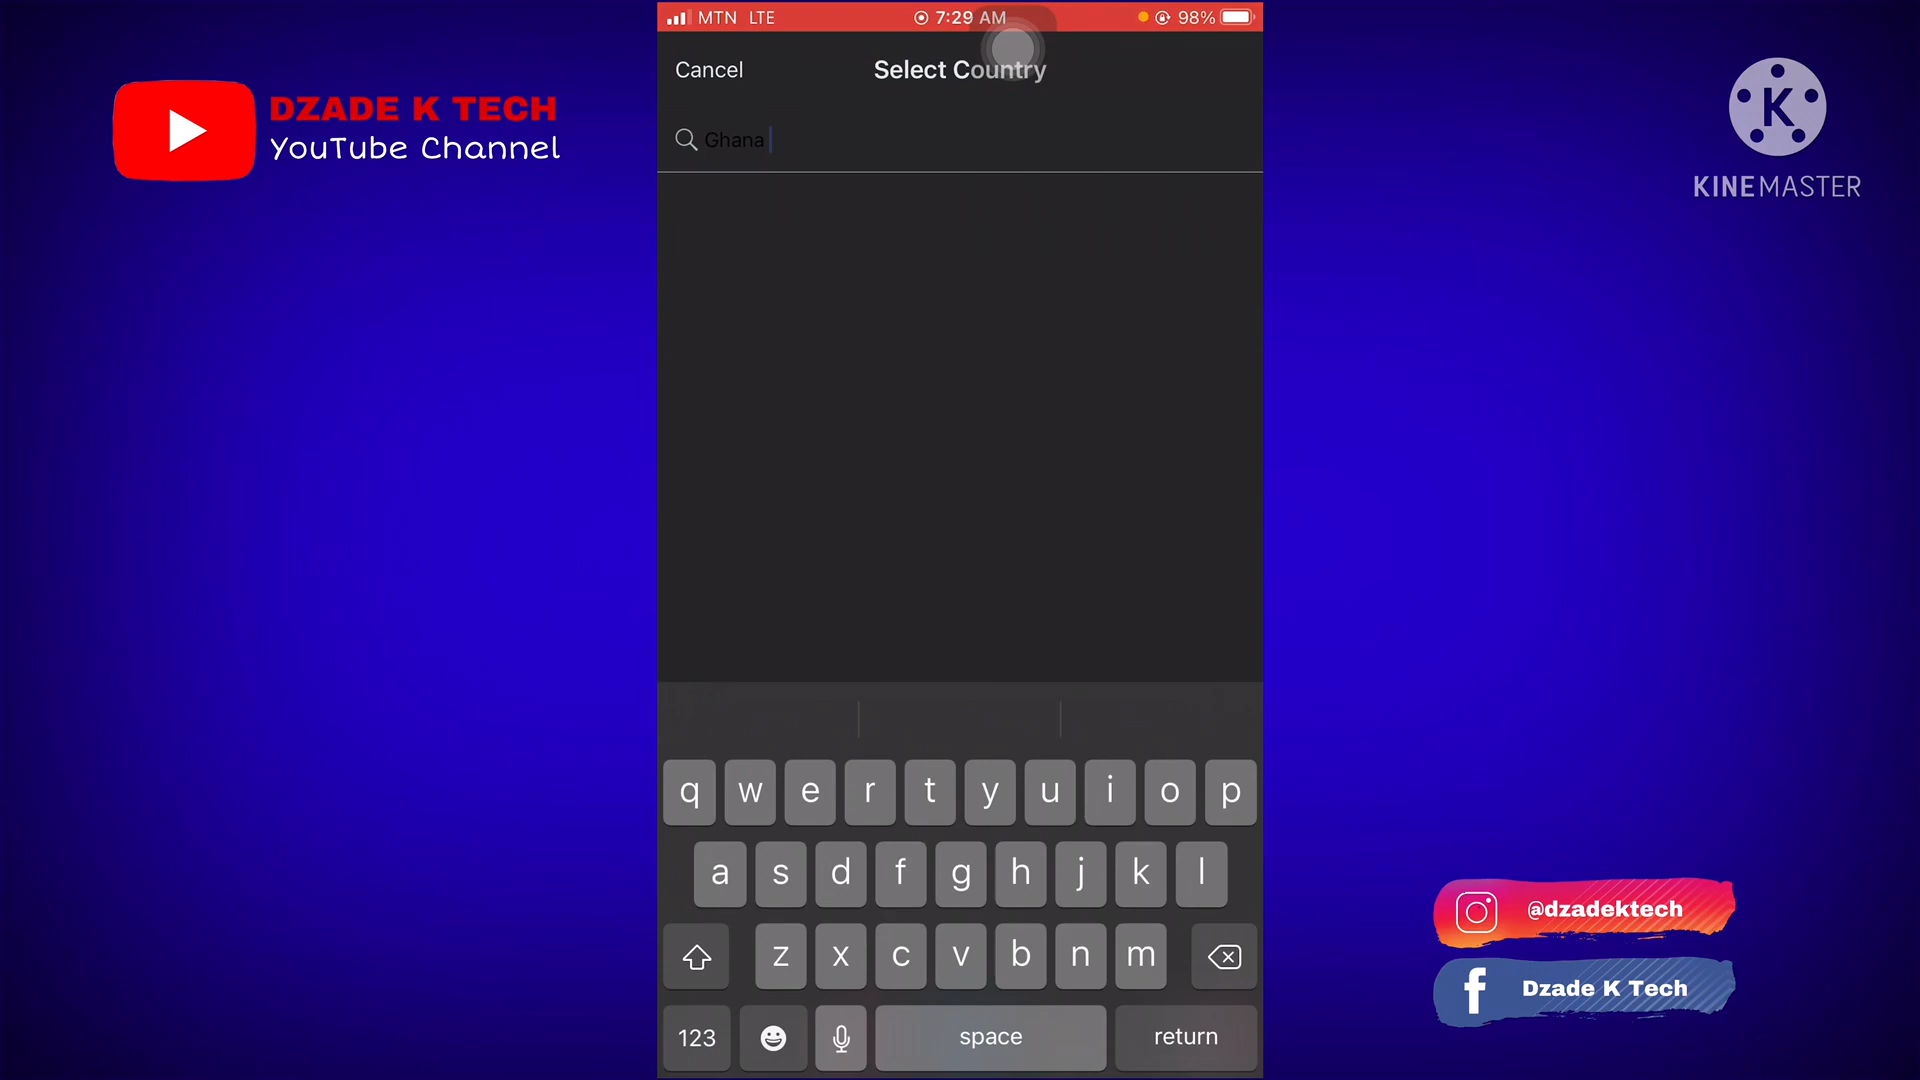 MTN LTE 7:29 AM 98%
Cancel Select Country
Ghana
DZADE K TECH
YouTube Channel
K
KINEMASTER
q w e r t y u i o p
a s d f g h j k l
z x c v b n m
123 space return
@dzadektech
f Dzade K Tech